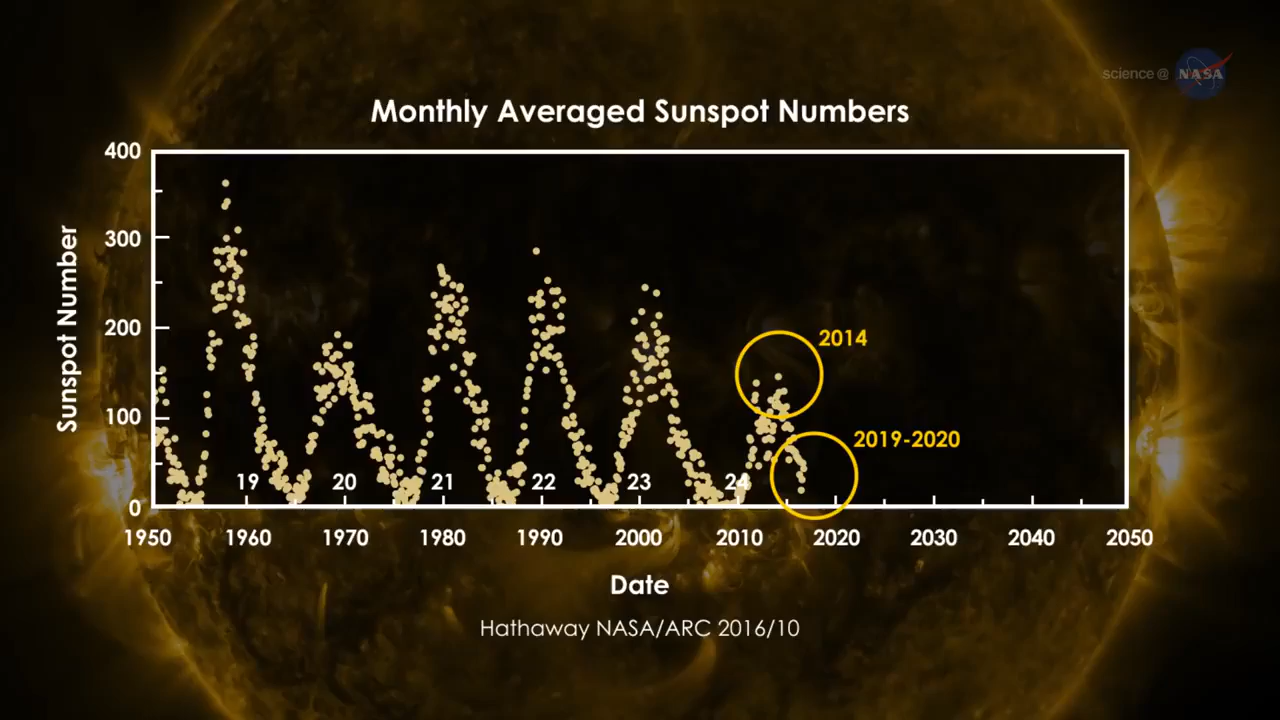 science@ NASA
Monthly Averaged Sunspot Numbers
400
300
200
100
0
Sunspot Number
2014
2019-2020
19 20 21 22 23 24
1950 1960 1970 1980 1990 2000 2010 2020 2030 2040 2050
Date
Hathaway NASA/ARC 2016/10